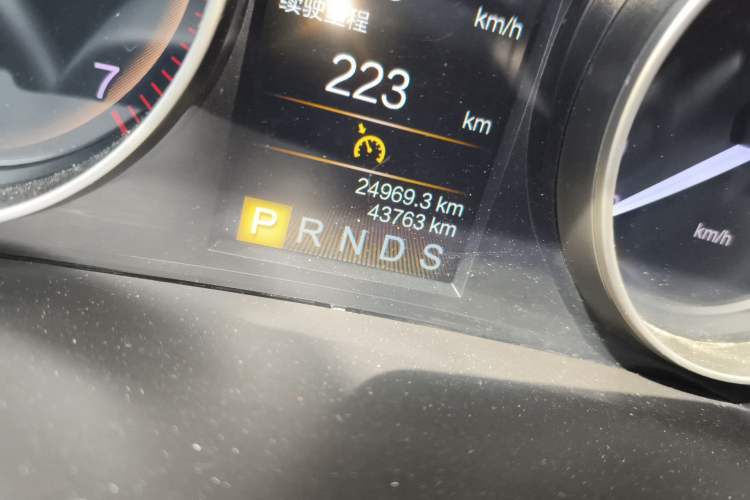 km/h
续驶里程
223
km
24969.3 km
43763 km
P R N D S
7
km/h